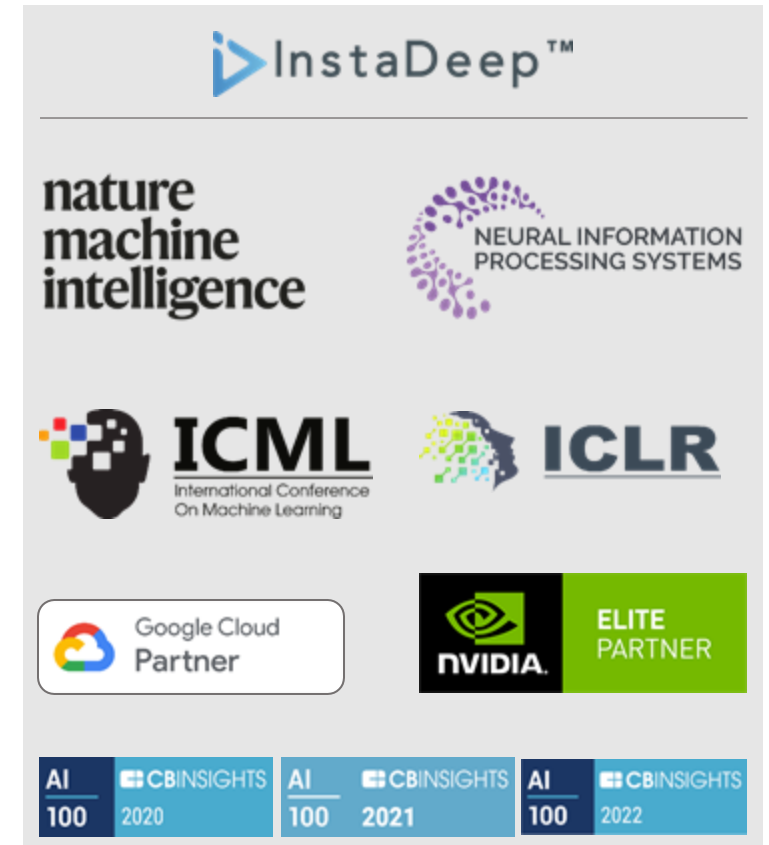 InstaDeep™
nature
machine
intelligence
NEURAL INFORMATION
PROCESSING SYSTEMS
ICML
International Conference
On Machine Learning
ICLR
Google Cloud
Partner
NVIDIA.
ELITE
PARTNER
AI
100
CBINSIGHTS
2020
AI
100
CBINSIGHTS
2021
AI
100
CBINSIGHTS
2022